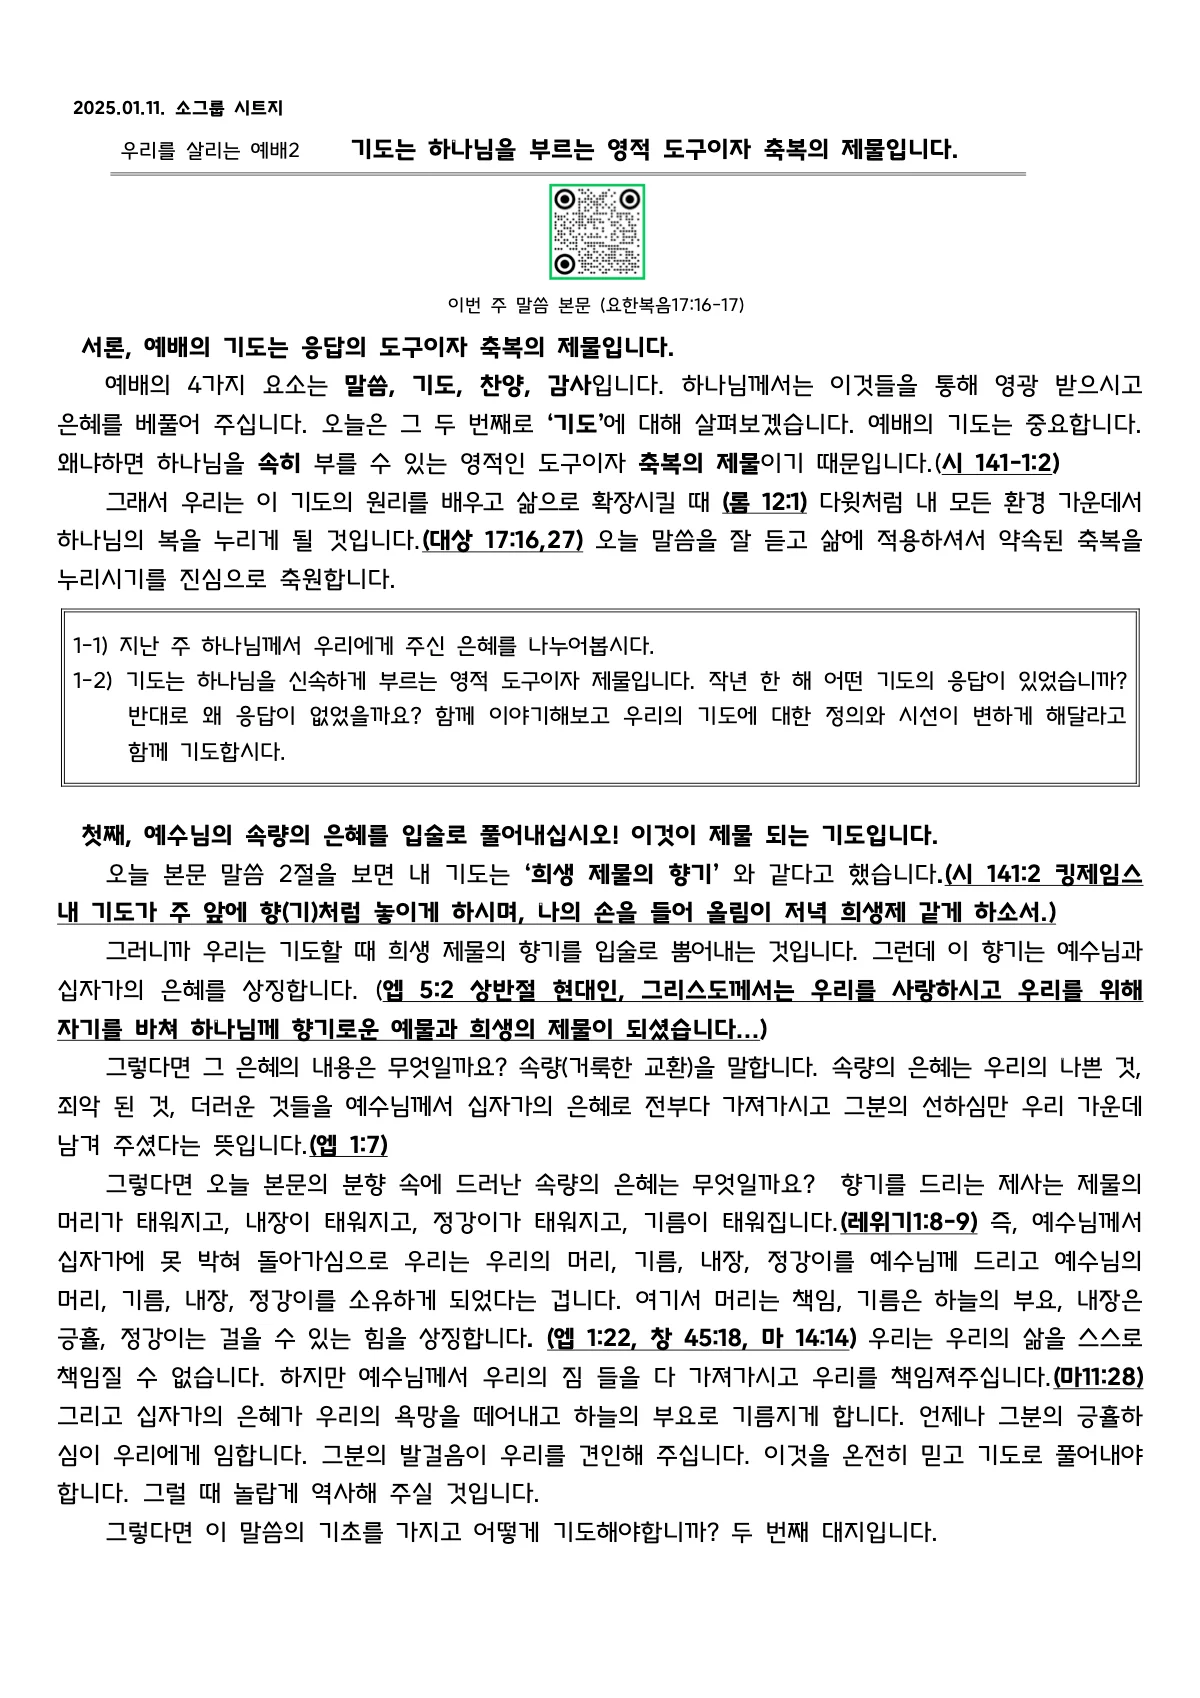 2025.01.11. 소그룹 시트지
우리를 살리는 예배2 기도는 하나님을 부르는 영적 도구이자 축복의 제물입니다.
이번 주 말씀 본문 (요한복음17:16-17)
서론, 예배의 기도는 응답의 도구이자 축복의 제물입니다.
예배의 4가지 요소는 말씀, 기도, 찬양, 감사입니다. 하나님께서는 이것들을 통해 영광 받으시고
은혜를 베풀어 주십니다. 오늘은 그 두 번째로 ‘기도’에 대해 살펴보겠습니다. 예배의 기도는 중요합니다.
왜냐하면 하나님을 속히 부를 수 있는 영적인 도구이자 축복의 제물이기 때문입니다.(시 141-1:2)
그래서 우리는 이 기도의 원리를 배우고 삶으로 확장시킬 때 (롬 12:1) 다윗처럼 내 모든 환경 가운데서
하나님의 복을 누리게 될 것입니다.(대상 17:16,27) 오늘 말씀을 잘 듣고 삶에 적용하셔서 약속된 축복을
누리시기를 진심으로 축원합니다.
1-1) 지난 주 하나님께서 우리에게 주신 은혜를 나누어봅시다.
1-2) 기도는 하나님을 신속하게 부르는 영적 도구이자 제물입니다. 작년 한 해 어떤 기도의 응답이 있었습니까?
반대로 왜 응답이 없었을까요? 함께 이야기해보고 우리의 기도에 대한 정의와 시선이 변하게 해달라고
함께 기도합시다.
첫째, 예수님의 속량의 은혜를 입술로 풀어내십시오! 이것이 제물 되는 기도입니다.
오늘 본문 말씀 2절을 보면 내 기도는 ‘희생 제물의 향기’ 와 같다고 했습니다.(시 141:2 킹제임스
내 기도가 주 앞에 향(기)처럼 놓이게 하시며, 나의 손을 들어 올림이 저녁 희생제 같게 하소서.)
그러니까 우리는 기도할 때 희생 제물의 향기를 입술로 뿜어내는 것입니다. 그런데 이 향기는 예수님과
십자가의 은혜를 상징합니다. (엡 5:2 상반절 현대인, 그리스도께서는 우리를 사랑하시고 우리를 위해
자기를 바쳐 하나님께 향기로운 예물과 희생의 제물이 되셨습니다...)
그렇다면 그 은혜의 내용은 무엇일까요? 속량(거룩한 교환)을 말합니다. 속량의 은혜는 우리의 나쁜 것,
죄악 된 것, 더러운 것들을 예수님께서 십자가의 은혜로 전부다 가져가시고 그분의 선하심만 우리 가운데
남겨 주셨다는 뜻입니다.(엡 1:7)
그렇다면 오늘 본문의 분향 속에 드러난 속량의 은혜는 무엇일까요? 향기를 드리는 제사는 제물의
머리가 태워지고, 내장이 태워지고, 정강이가 태워지고, 기름이 태워집니다.(레위기1:8-9) 즉, 예수님께서
십자가에 못 박혀 돌아가심으로 우리는 우리의 머리, 기름, 내장, 정강이를 예수님께 드리고 예수님의
머리, 기름, 내장, 정강이를 소유하게 되었다는 겁니다. 여기서 머리는 책임, 기름은 하늘의 부요, 내장은
긍휼, 정강이는 걸을 수 있는 힘을 상징합니다. (엡 1:22, 창 45:18, 마 14:14) 우리는 우리의 삶을 스스로
책임질 수 없습니다. 하지만 예수님께서 우리의 짐 들을 다 가져가시고 우리를 책임져주십니다.(마11:28)
그리고 십자가의 은혜가 우리의 욕망을 떼어내고 하늘의 부요로 기름지게 합니다. 언제나 그분의 긍휼하
심이 우리에게 임합니다. 그분의 발걸음이 우리를 견인해 주십니다. 이것을 온전히 믿고 기도로 풀어내야
합니다. 그럴 때 놀랍게 역사해 주실 것입니다.
그렇다면 이 말씀의 기초를 가지고 어떻게 기도해야합니까? 두 번째 대지입니다.